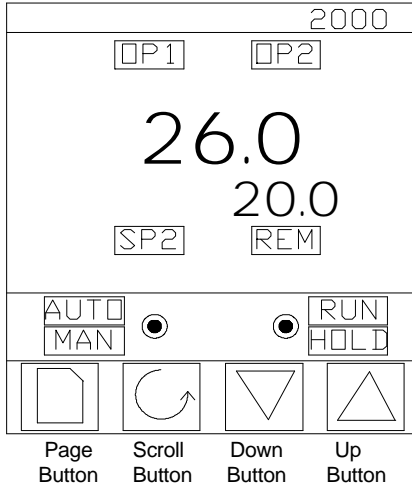 2000
OP1 OP2
26.0
20.0
SP2 REM
AUTO RUN
MAN HOLD
Page Scroll Down Up
Button Button Button Button